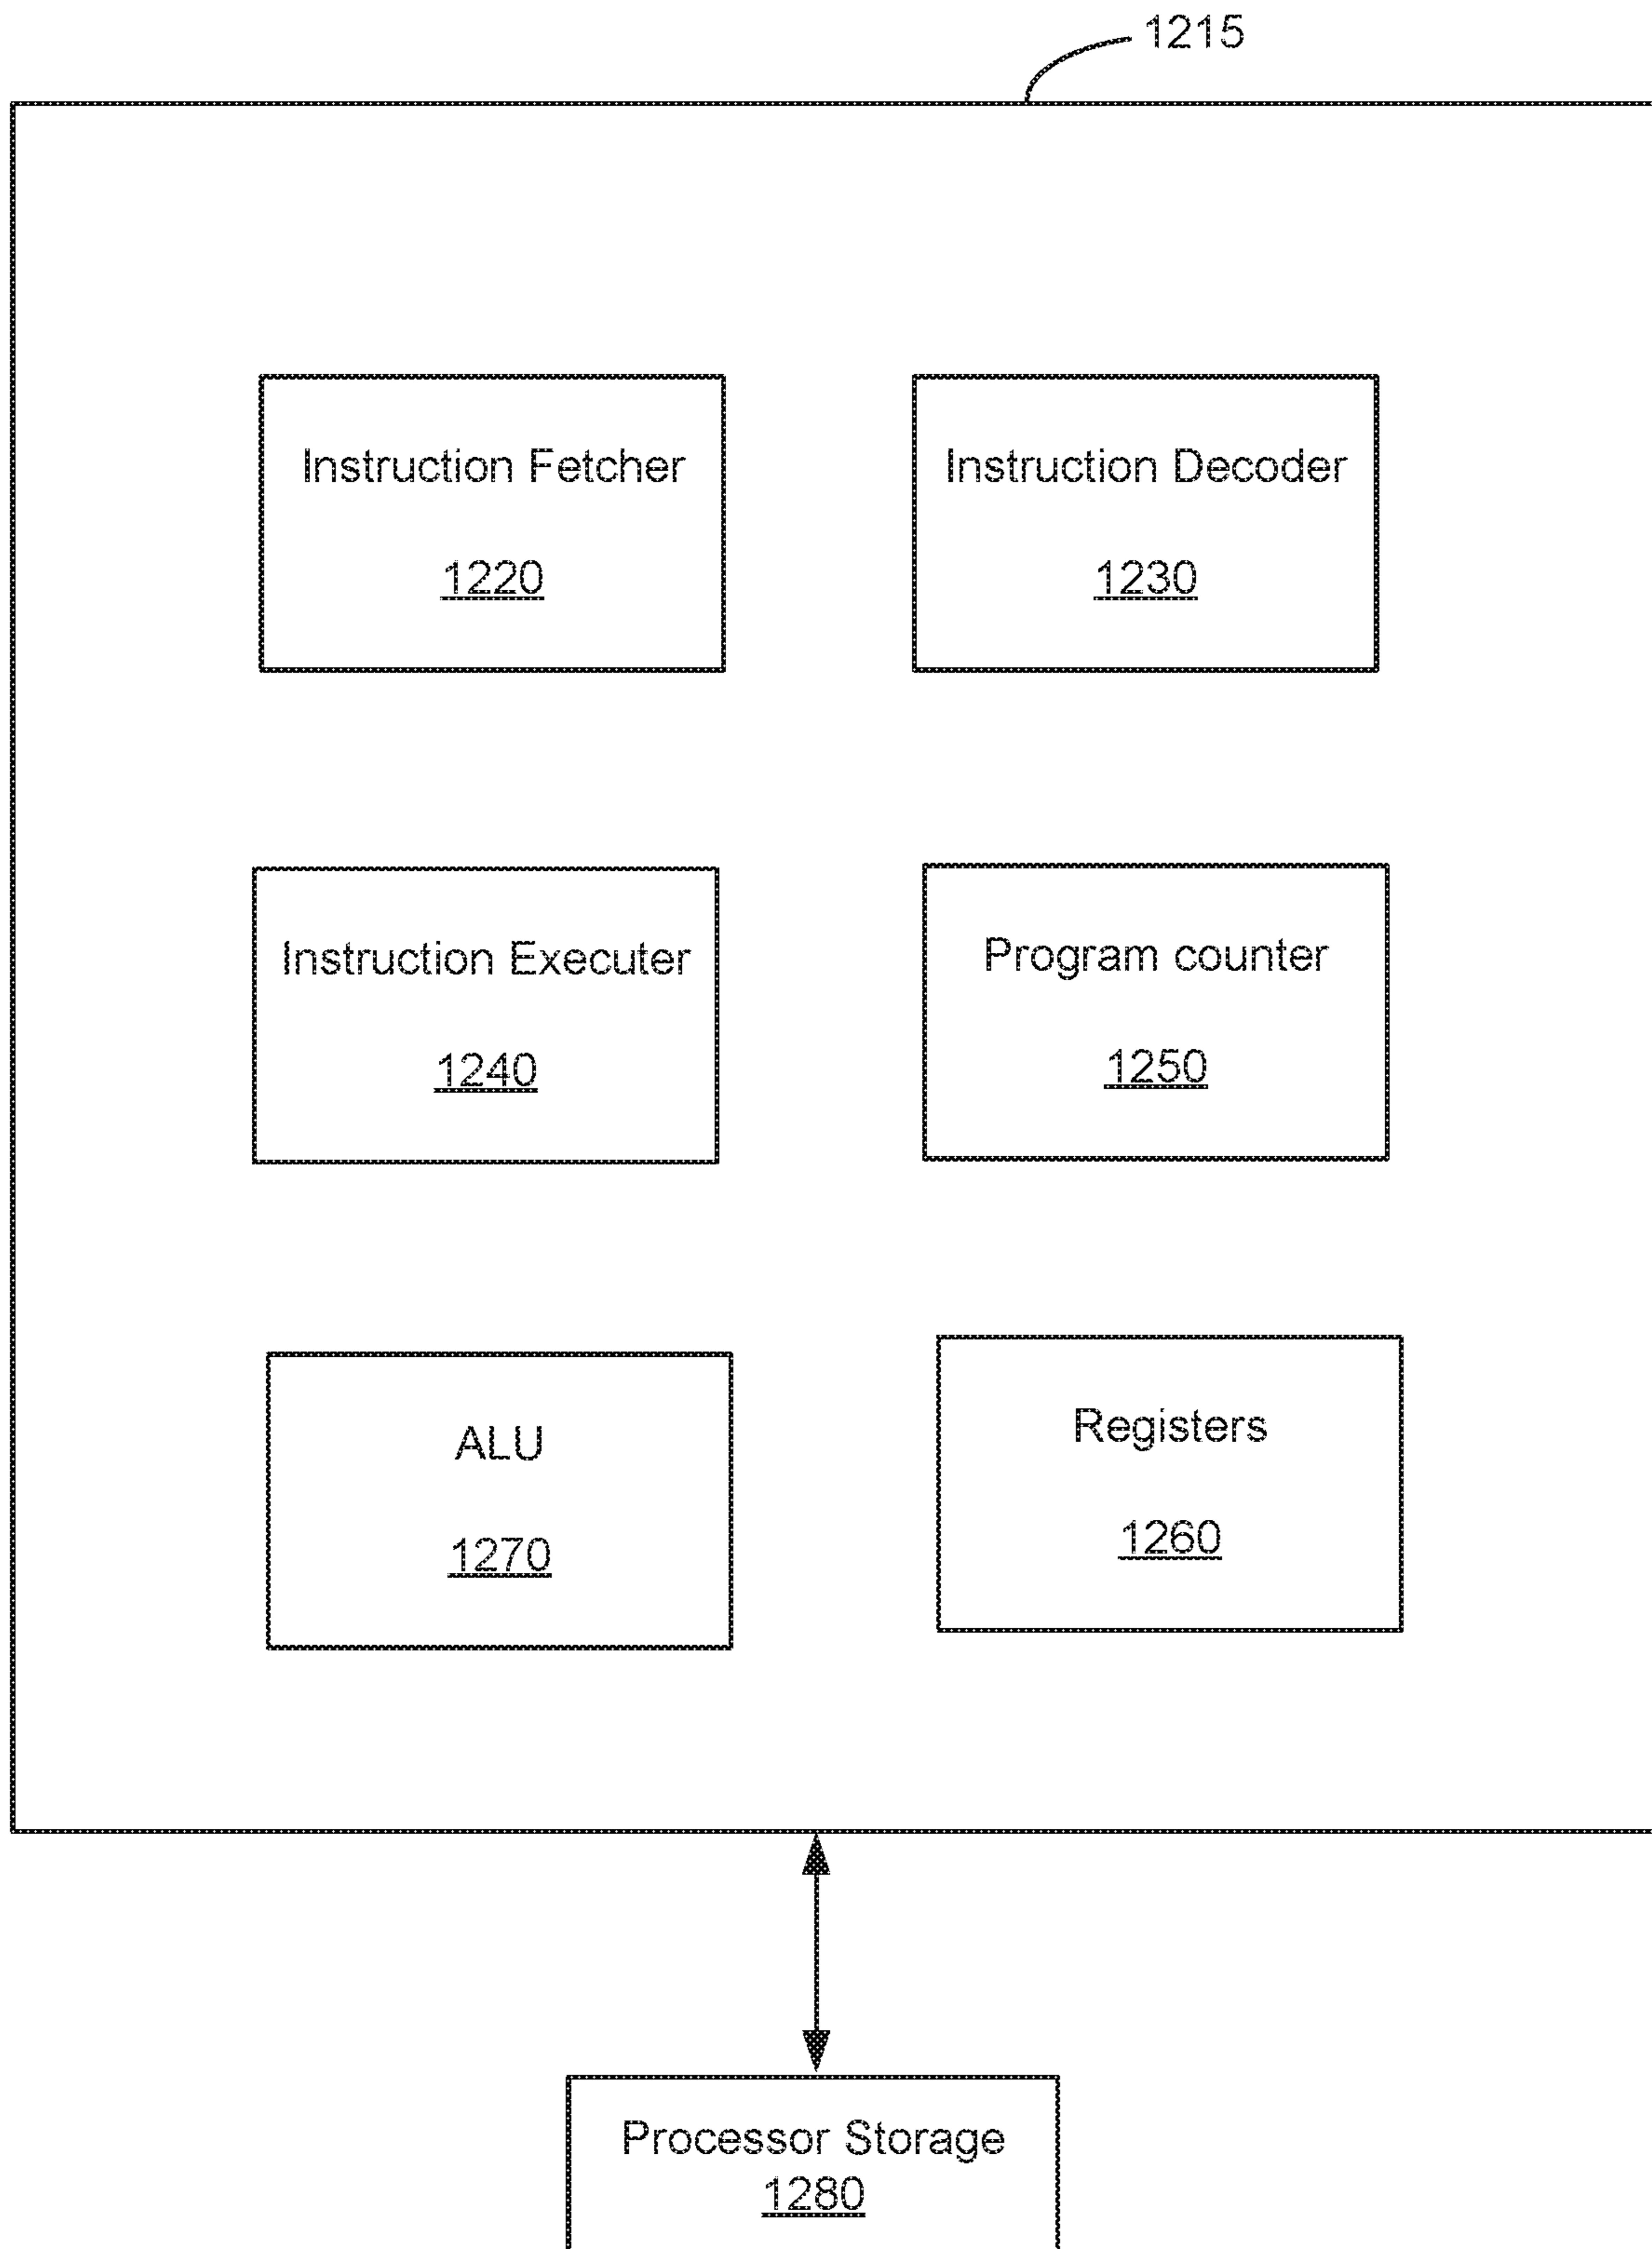 1215
Instruction Fetcher
1220
Instruction Decoder
1230
Instruction Executer
1240
Program counter
1250
ALU
1270
Registers
1260
Processor Storage
1280